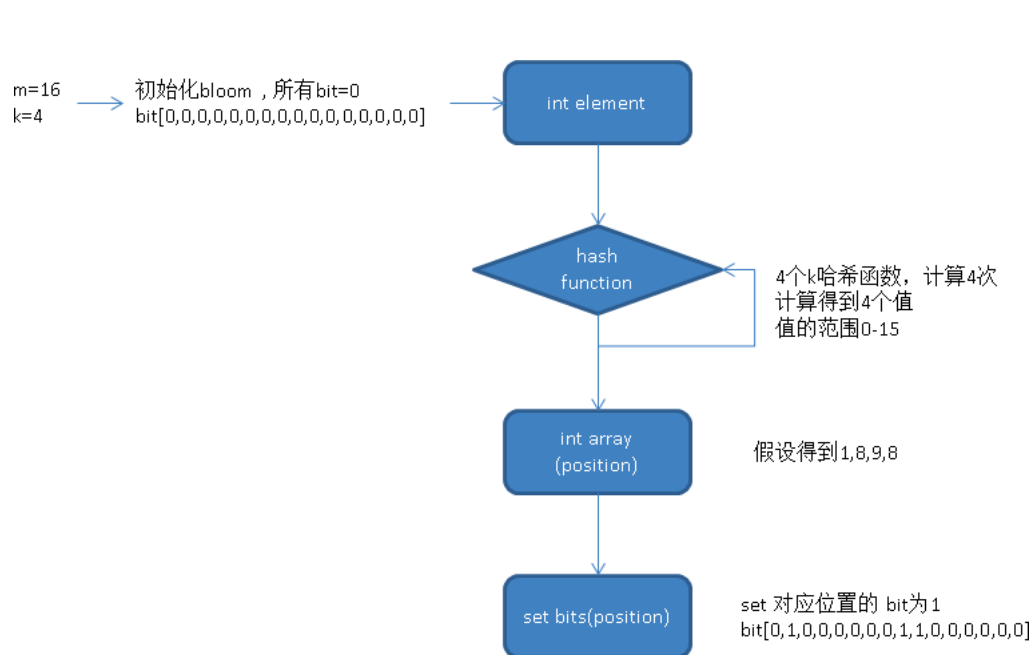 m=16
k=4
初始化bloom , 所有bit=0
bit[0,0,0,0,0,0,0,0,0,0,0,0,0,0,0,0]
int element
hash
function
4个k哈希函数，计算4次
计算得到4个值
值的范围0-15
int array
(position)
假设得到1,8,9,8
set bits(position)
set 对应位置的 bit为1
bit[0,1,0,0,0,0,0,0,1,1,0,0,0,0,0,0]